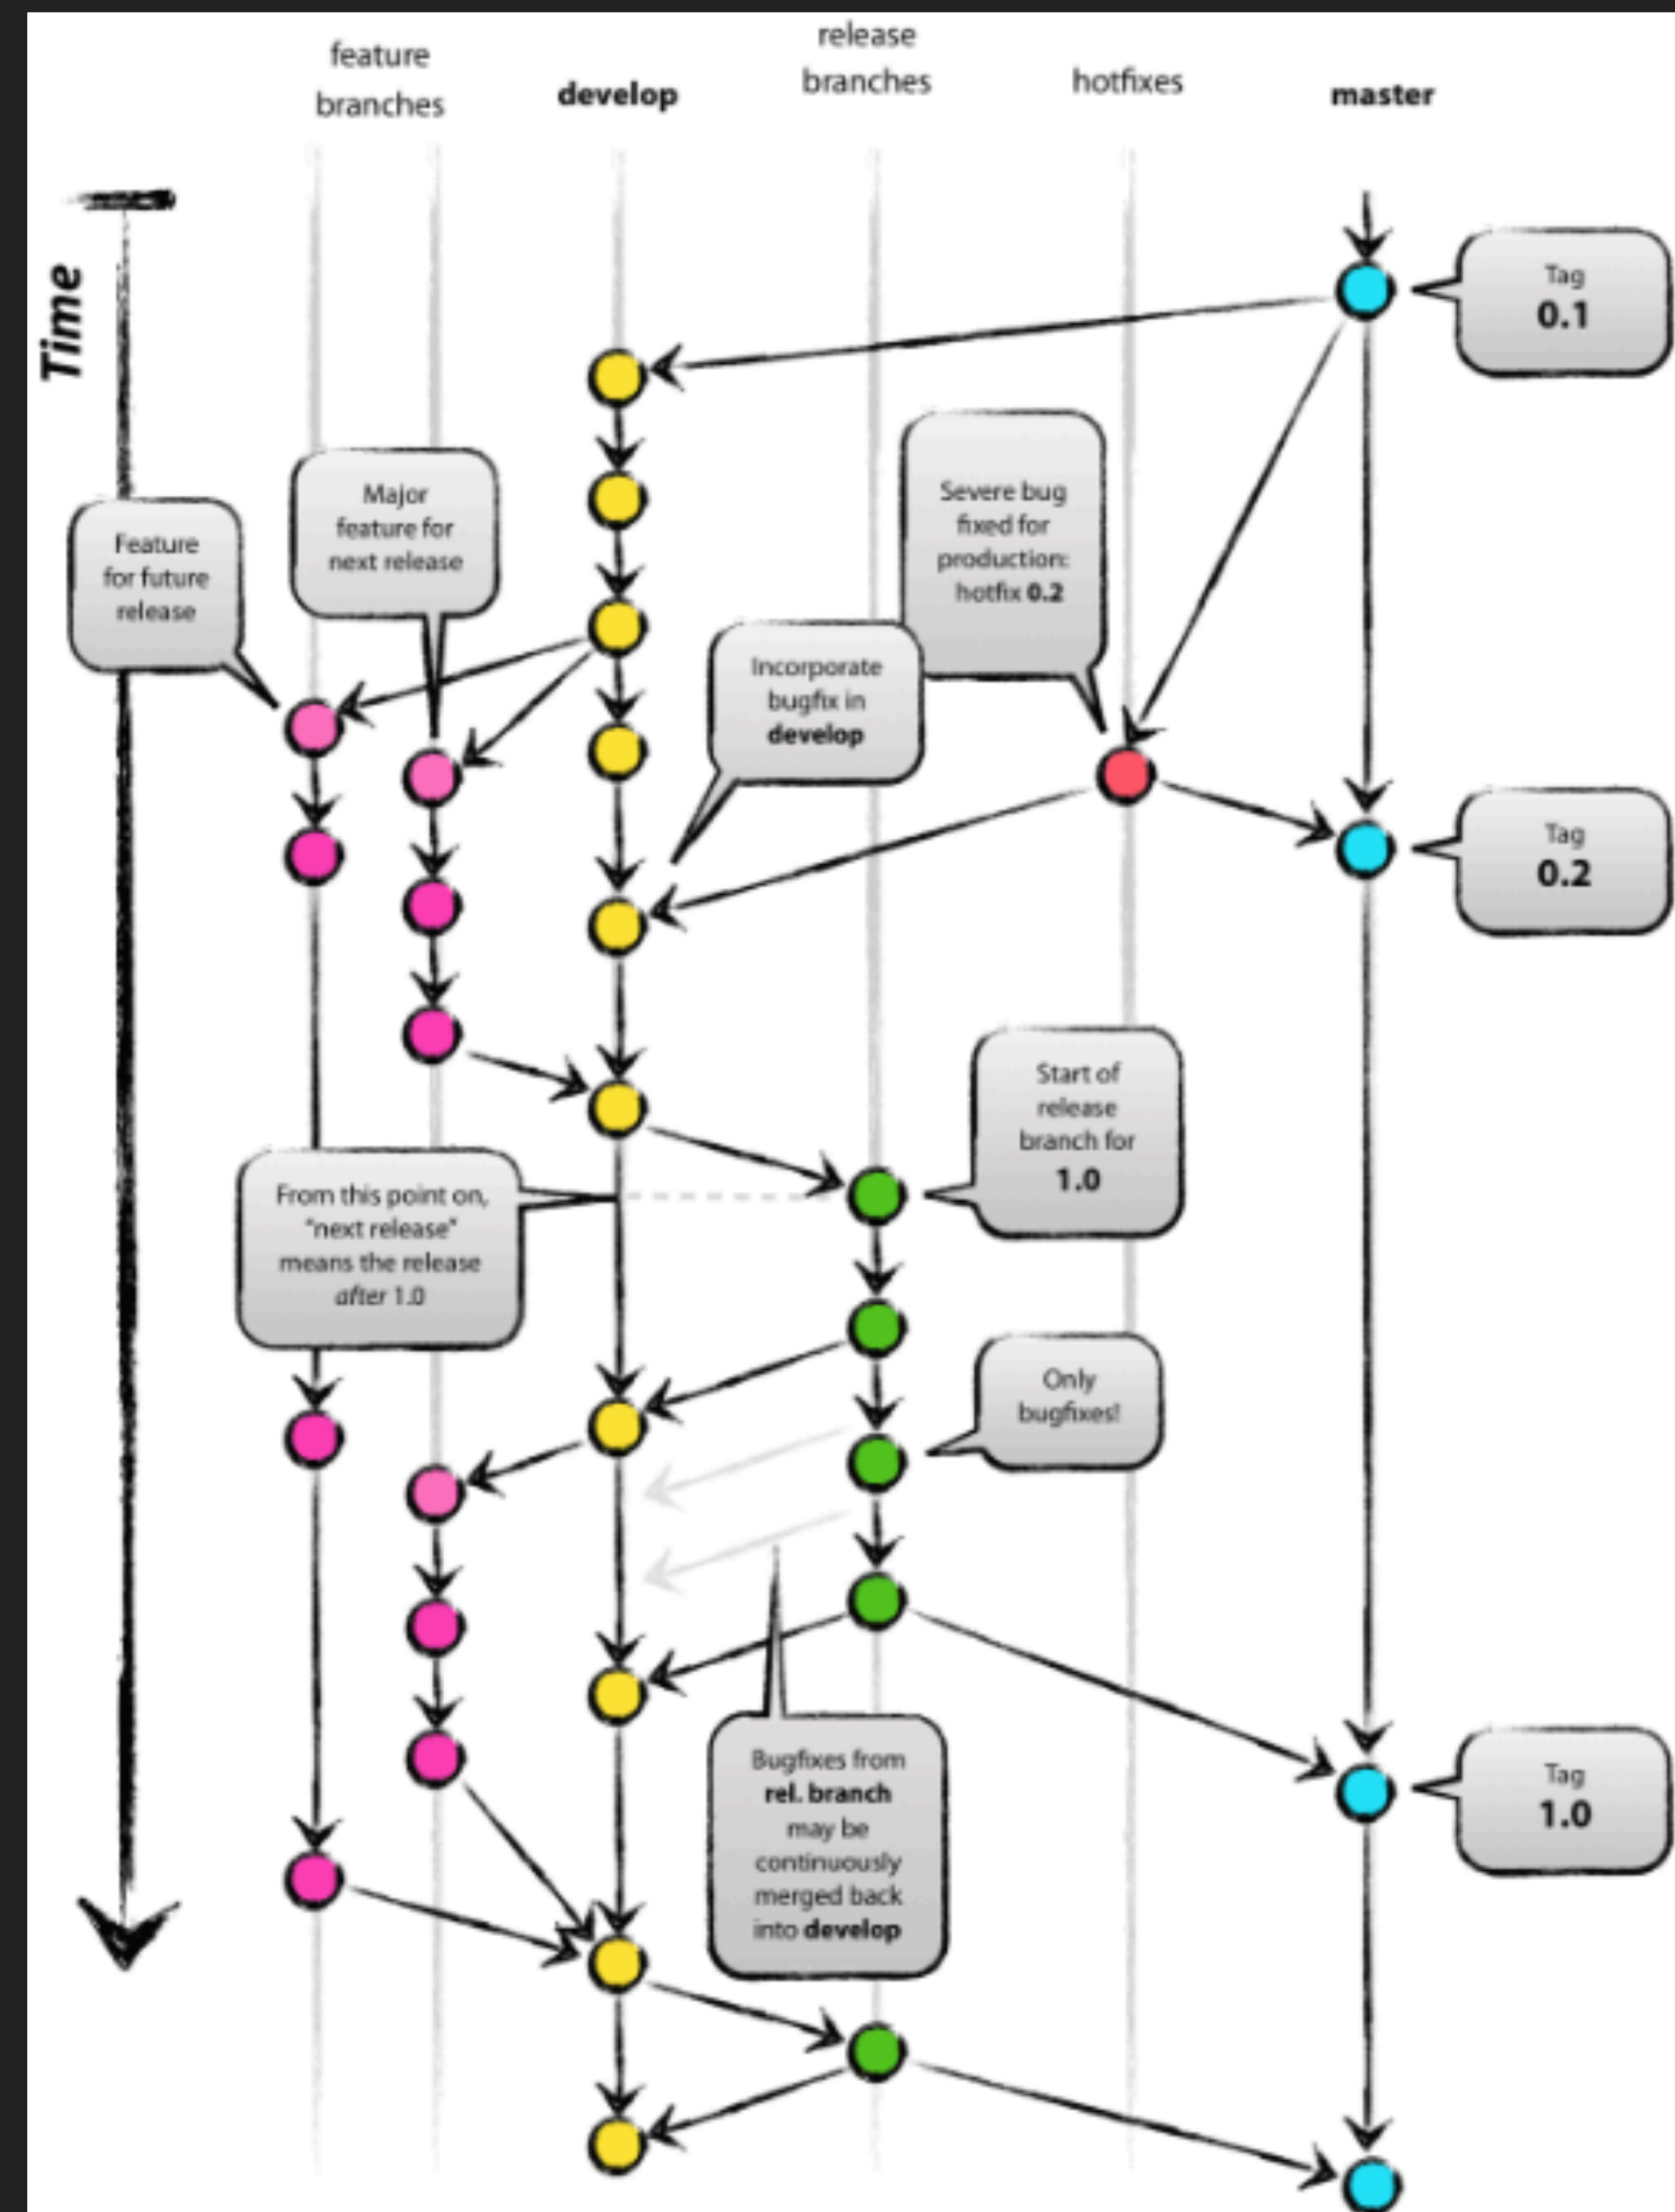 feature
branches
develop
release
branches
hotfixes
master
Time
Tag
0.1
Severe bug
fixed for
production:
hotfix 0.2
Major
feature for
next release
Feature
for future
release
Incorporate
bugfix in
develop
Tag
0.2
Start of
release
branch for
1.0
From this point on,
“next release”
means the release
after 1.0
Only
bugfixes!
Bugfixes from
rel. branch
may be
continuously
merged back
into develop
Tag
1.0